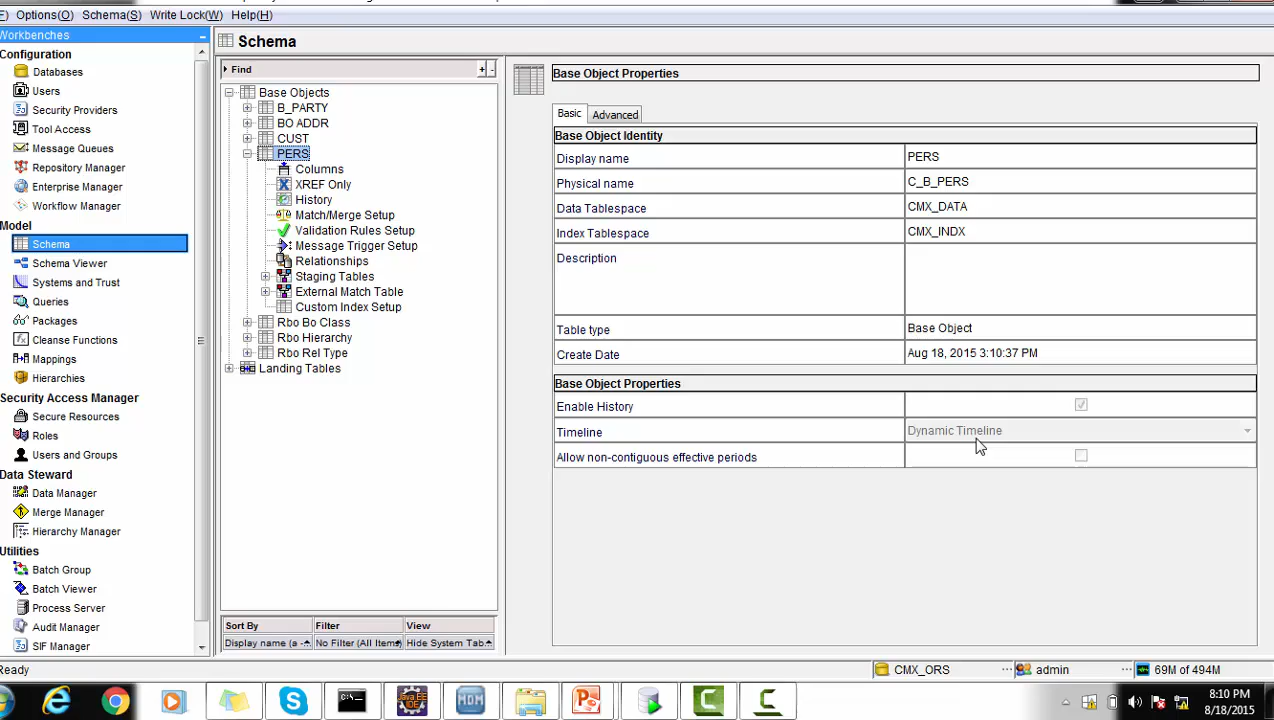 F) Options(O) Schema(S) Write Lock(W) Help(H)
Workbenches
Configuration
Databases
Users
Security Providers
Tool Access
Message Queues
Repository Manager
Enterprise Manager
Workflow Manager
Model
Schema
Schema Viewer
Systems and Trust
Queries
Packages
Cleanse Functions
Mappings
Hierarchies
Security Access Manager
Secure Resources
Roles
Users and Groups
Data Steward
Data Manager
Merge Manager
Hierarchy Manager
Utilities
Batch Group
Batch Viewer
Process Server
Audit Manager
SIF Manager
Schema
Find + -
Base Objects
B_PARTY
BO ADDR
CUST
PERS
Columns
XREF Only
History
Match/Merge Setup
Validation Rules Setup
Message Trigger Setup
Relationships
Staging Tables
External Match Table
Custom Index Setup
Rbo Bo Class
Rbo Hierarchy
Rbo Rel Type
Landing Tables
Sort By Filter View
Display name (a - No Filter (All Items) Hide System Tab..
Base Object Properties
Basic Advanced
Base Object Identity
Display name PERS
Physical name C_B_PERS
Data Tablespace CMX_DATA
Index Tablespace CMX_INDX
Description
Table type Base Object
Create Date Aug 18, 2015 3:10:37 PM
Base Object Properties
Enable History
Timeline Dynamic Timeline
Allow non-contiguous effective periods
Ready CMX_ORS admin 69M of 494M
C:\ Java EE IDE MDM
8:10 PM
8/18/2015